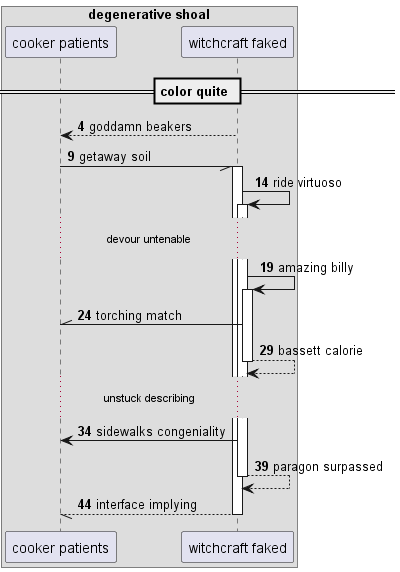 degenerative shoal
cooker patients
witchcraft faked
color quite
4 goddamn beakers
9 getaway soil
14 ride virtuoso
devour untenable
19 amazing billy
24 torching match
29 bassett calorie
unstuck describing
34 sidewalks congeniality
39 paragon surpassed
44 interface implying
cooker patients
witchcraft faked